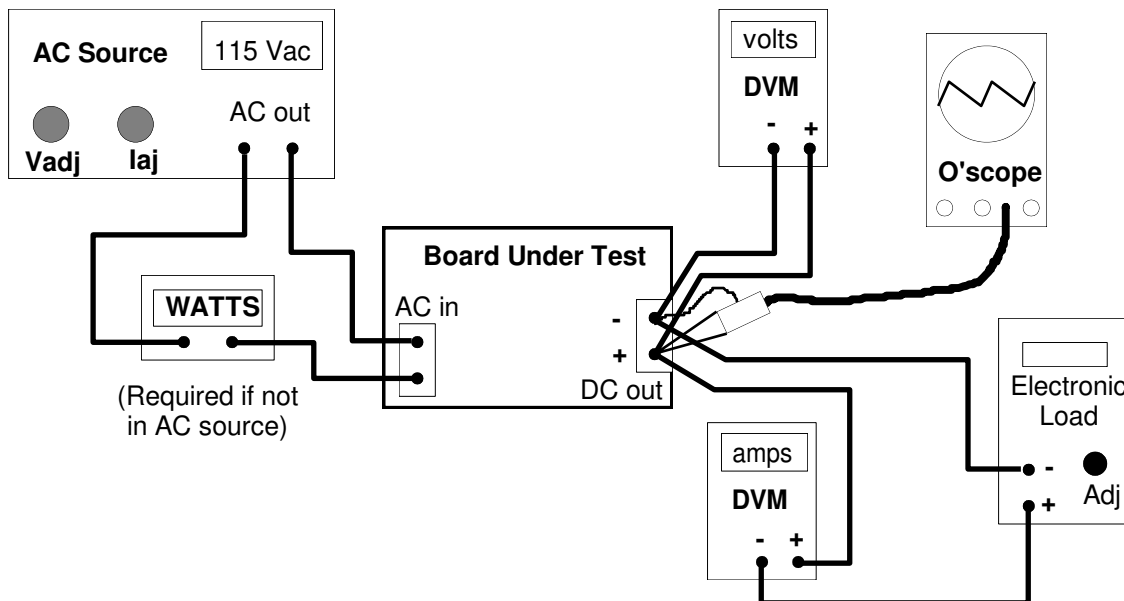 AC Source
115 Vac
AC out
Vadj
Iaj
volts
DVM
- +
O'scope
Board Under Test
WATTS
AC in
-
+
DC out
(Required if not
in AC source)
Electronic
Load
-
+
Adj
amps
DVM
- +